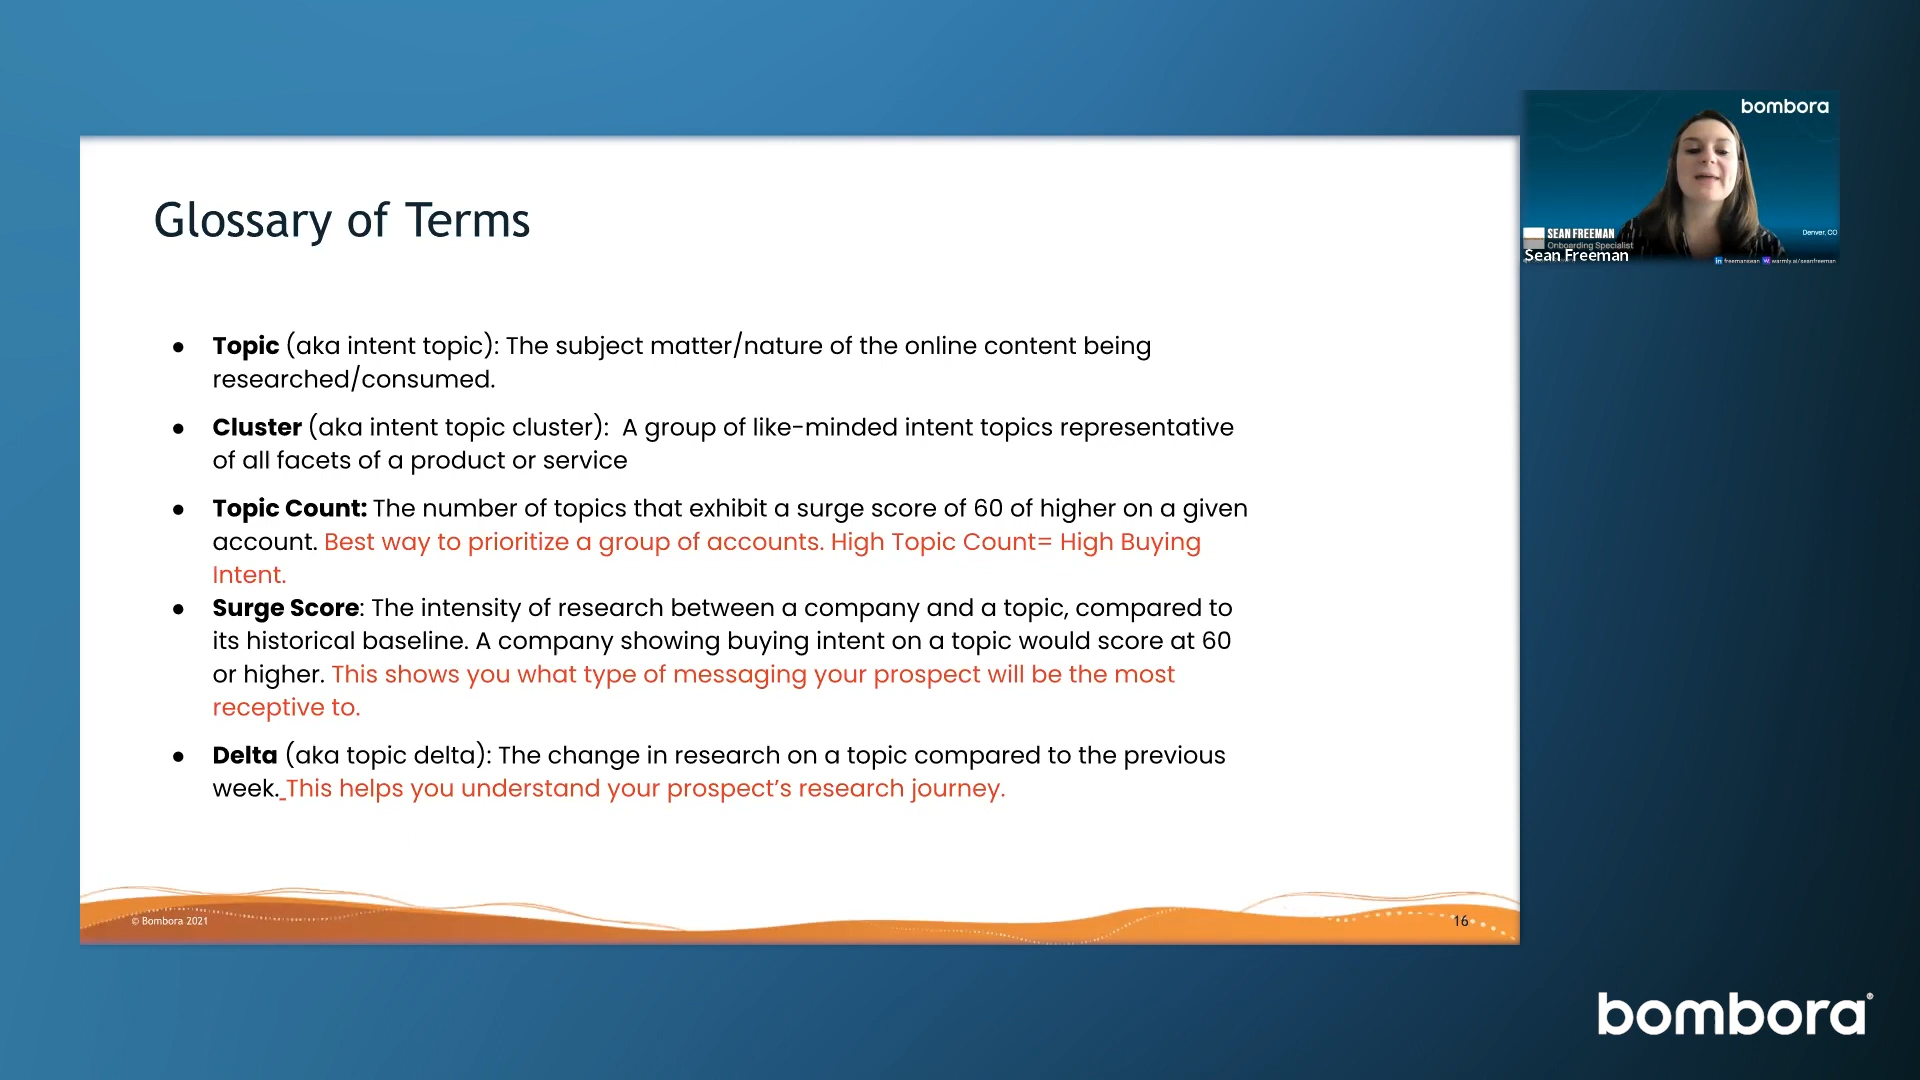 Glossary of Terms
● Topic (aka intent topic): The subject matter/nature of the online content being
researched/consumed.
● Cluster (aka intent topic cluster):  A group of like-minded intent topics representative
of all facets of a product or service
● Topic Count: The number of topics that exhibit a surge score of 60 of higher on a given
account. Best way to prioritize a group of accounts. High Topic Count= High Buying
Intent.
● Surge Score: The intensity of research between a company and a topic, compared to
its historical baseline. A company showing buying intent on a topic would score at 60
or higher. This shows you what type of messaging your prospect will be the most
receptive to.
● Delta (aka topic delta): The change in research on a topic compared to the previous
week. This helps you understand your prospect’s research journey.
© Bombora 2021
16
bombora
SEAN FREEMAN
Onboarding Specialist
Sean Freeman
Denver, CO
in freemansean
warmly.ai/seanfreeman
bombora®